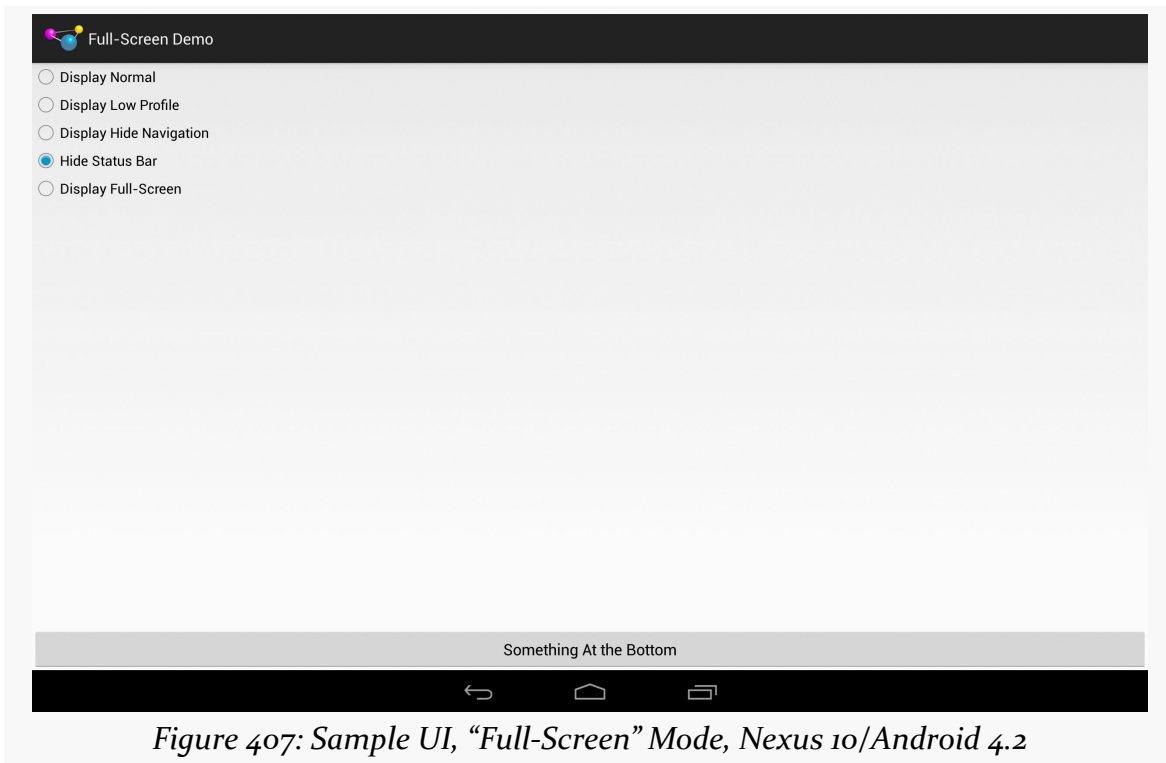 Full-Screen Demo
Display Normal
Display Low Profile
Display Hide Navigation
Hide Status Bar
Display Full-Screen
Something At the Bottom
Figure 407: Sample UI, “Full-Screen” Mode, Nexus 10/Android 4.2